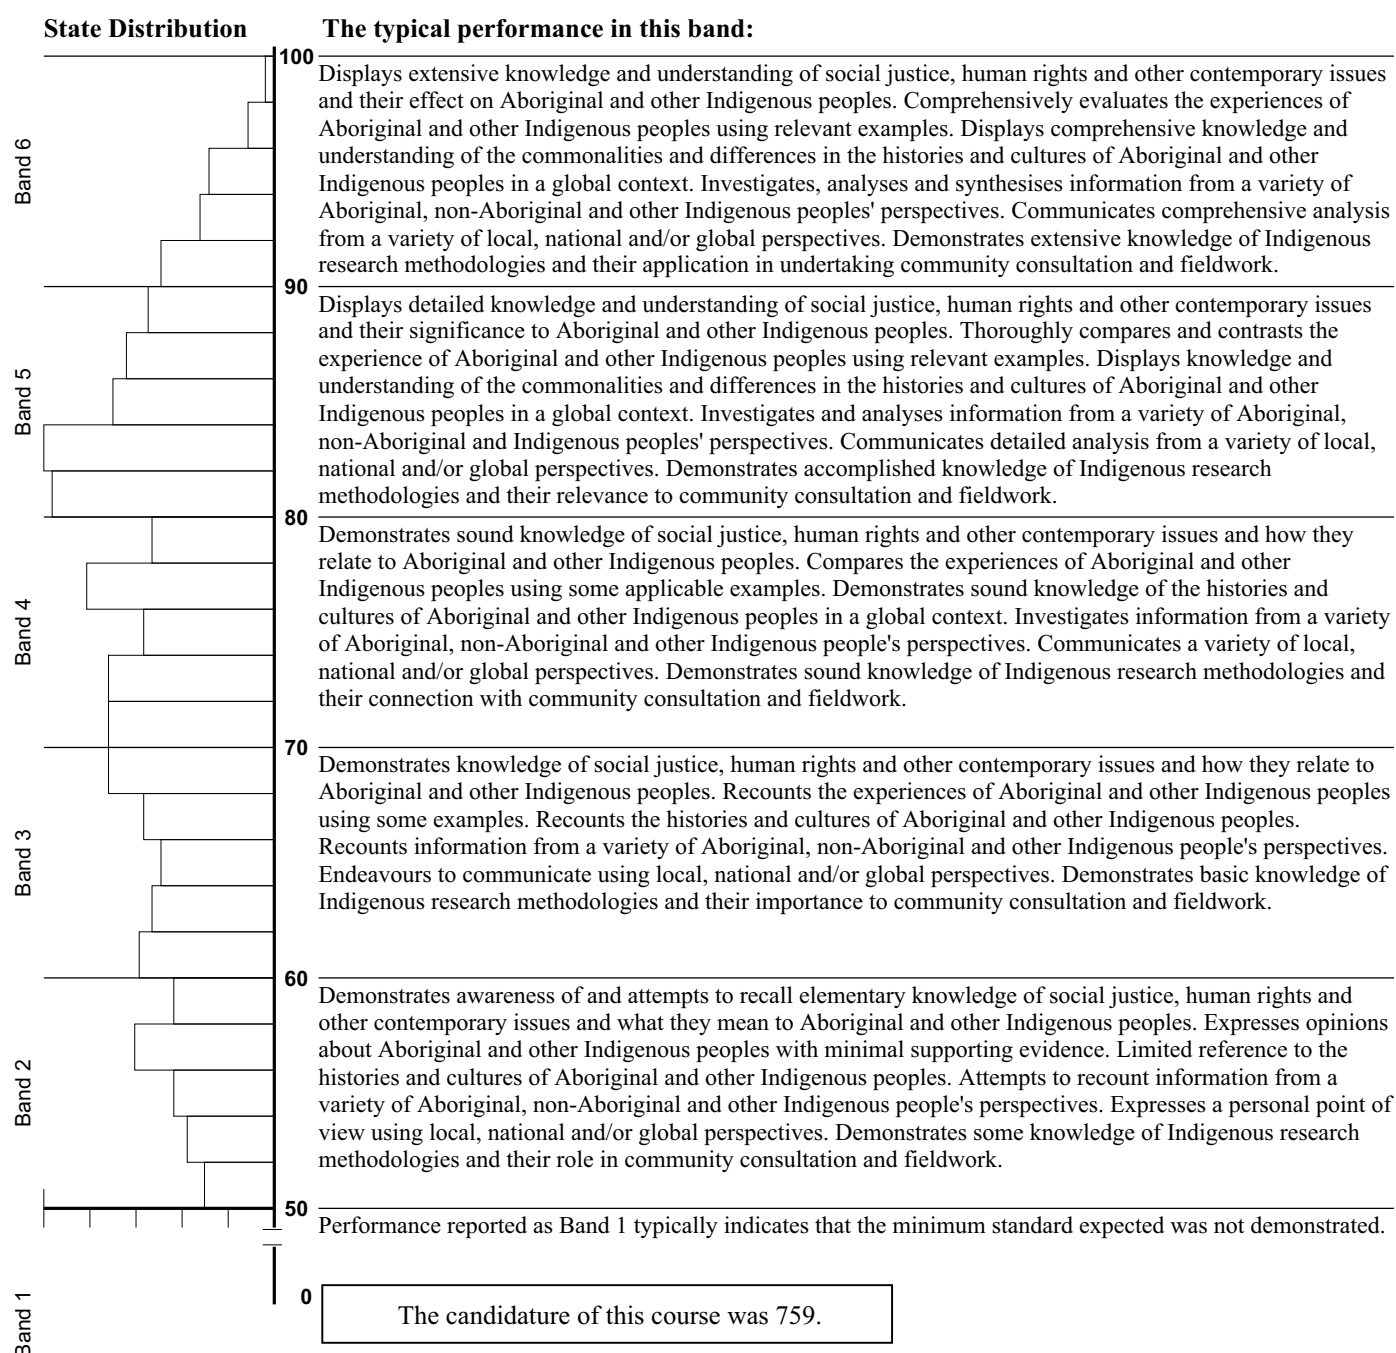 State Distribution
The typical performance in this band:
100
Displays extensive knowledge and understanding of social justice, human rights and other contemporary issues
and their effect on Aboriginal and other Indigenous peoples. Comprehensively evaluates the experiences of
Aboriginal and other Indigenous peoples using relevant examples. Displays comprehensive knowledge and
understanding of the commonalities and differences in the histories and cultures of Aboriginal and other
Indigenous peoples in a global context. Investigates, analyses and synthesises information from a variety of
Aboriginal, non-Aboriginal and other Indigenous peoples' perspectives. Communicates comprehensive analysis
from a variety of local, national and/or global perspectives. Demonstrates extensive knowledge of Indigenous
research methodologies and their application in undertaking community consultation and fieldwork.
Band 6
90
Displays detailed knowledge and understanding of social justice, human rights and other contemporary issues
and their significance to Aboriginal and other Indigenous peoples. Thoroughly compares and contrasts the
experience of Aboriginal and other Indigenous peoples using relevant examples. Displays knowledge and
understanding of the commonalities and differences in the histories and cultures of Aboriginal and other
Indigenous peoples in a global context. Investigates and analyses information from a variety of Aboriginal,
non-Aboriginal and Indigenous peoples' perspectives. Communicates detailed analysis from a variety of local,
national and/or global perspectives. Demonstrates accomplished knowledge of Indigenous research
methodologies and their relevance to community consultation and fieldwork.
Band 5
80
Demonstrates sound knowledge of social justice, human rights and other contemporary issues and how they
relate to Aboriginal and other Indigenous peoples. Compares the experiences of Aboriginal and other
Indigenous peoples using some applicable examples. Demonstrates sound knowledge of the histories and
cultures of Aboriginal and other Indigenous peoples in a global context. Investigates information from a variety
of Aboriginal, non-Aboriginal and other Indigenous people's perspectives. Communicates a variety of local,
national and/or global perspectives. Demonstrates sound knowledge of Indigenous research methodologies and
their connection with community consultation and fieldwork.
Band 4
70
Demonstrates knowledge of social justice, human rights and other contemporary issues and how they relate to
Aboriginal and other Indigenous peoples. Recounts the experiences of Aboriginal and other Indigenous peoples
using some examples. Recounts the histories and cultures of Aboriginal and other Indigenous peoples.
Recounts information from a variety of Aboriginal, non-Aboriginal and other Indigenous people's perspectives.
Endeavours to communicate using local, national and/or global perspectives. Demonstrates basic knowledge of
Indigenous research methodologies and their importance to community consultation and fieldwork.
Band 3
60
Demonstrates awareness of and attempts to recall elementary knowledge of social justice, human rights and
other contemporary issues and what they mean to Aboriginal and other Indigenous peoples. Expresses opinions
about Aboriginal and other Indigenous peoples with minimal supporting evidence. Limited reference to the
histories and cultures of Aboriginal and other Indigenous peoples. Attempts to recount information from a
variety of Aboriginal, non-Aboriginal and other Indigenous people's perspectives. Expresses a personal point of
view using local, national and/or global perspectives. Demonstrates some knowledge of Indigenous research
methodologies and their role in community consultation and fieldwork.
Band 2
50
Performance reported as Band 1 typically indicates that the minimum standard expected was not demonstrated.
0
Band 1
The candidature of this course was 759.